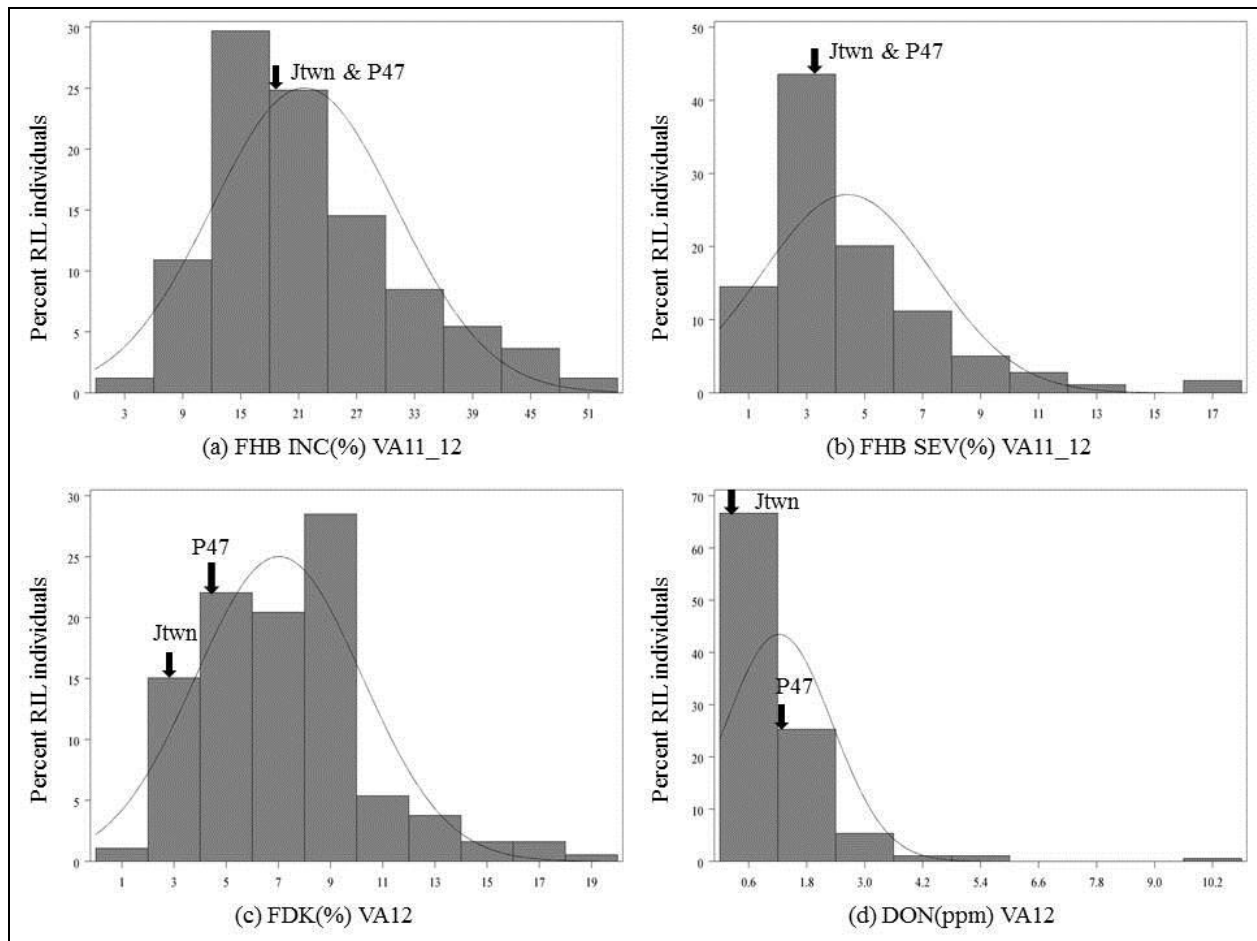 30
25
20
15
10
5
0
Percent RIL individuals
Jtwn & P47
3 9 15 21 27 33 39 45 51
(a) FHB INC(%) VA11_12
50
40
30
20
10
0
Percent RIL individuals
Jtwn & P47
1 3 5 7 9 11 13 15 17
(b) FHB SEV(%) VA11_12
30
25
20
15
10
5
0
Percent RIL individuals
P47
Jtwn
1 3 5 7 9 11 13 15 17 19
(c) FDK(%) VA12
70
60
50
40
30
20
10
0
Percent RIL individuals
Jtwn
P47
0.6 1.8 3.0 4.2 5.4 6.6 7.8 9.0 10.2
(d) DON(ppm) VA12